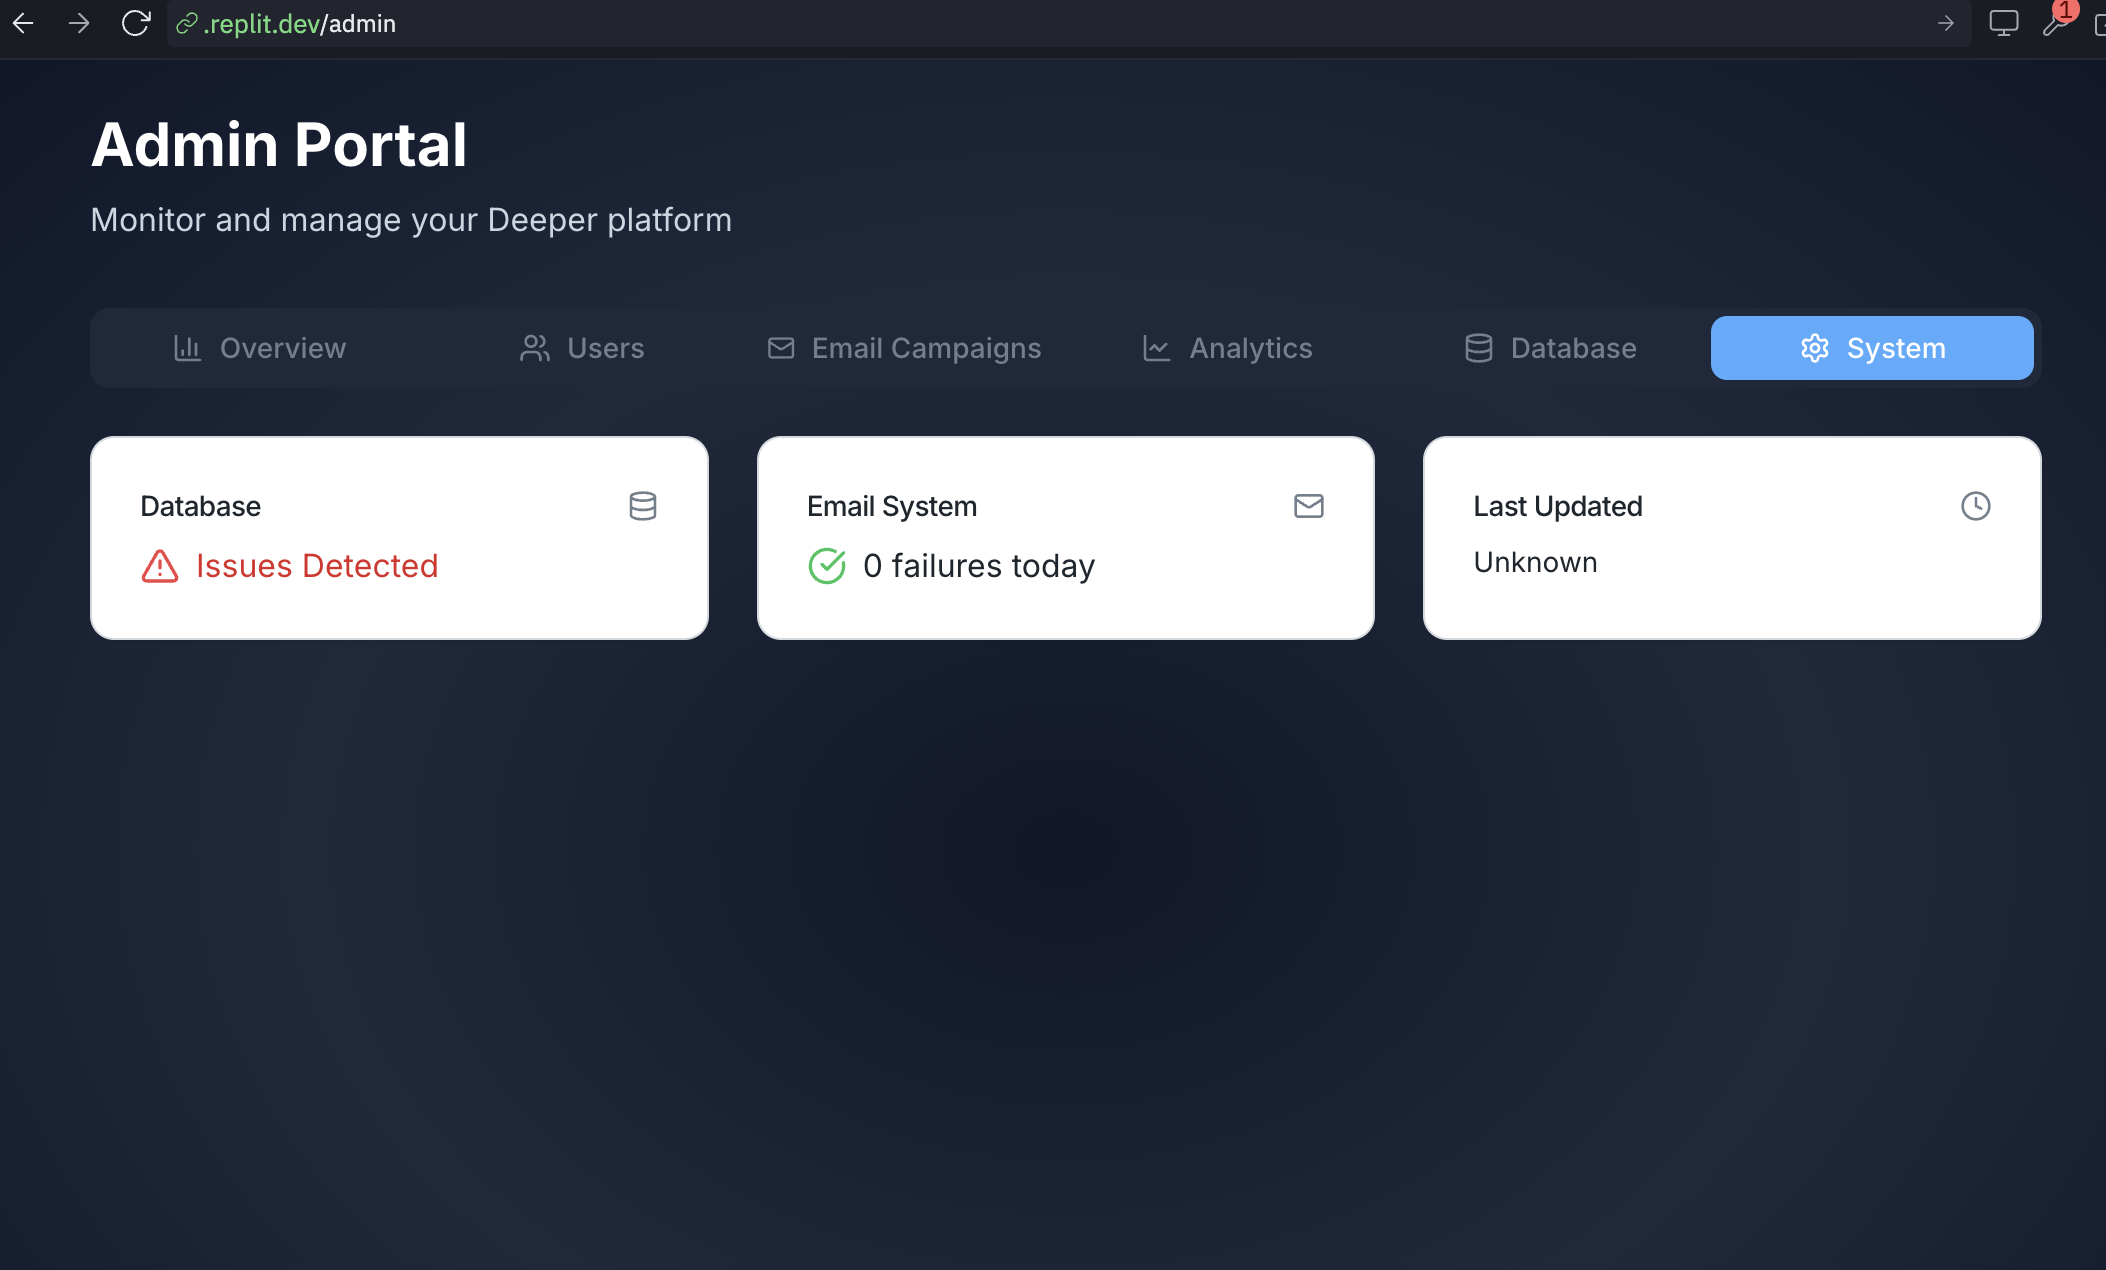 .replit.dev/admin
1
Admin Portal
Monitor and manage your Deeper platform
Overview
Users
Email Campaigns
Analytics
Database
System
Database
Issues Detected
Email System
0 failures today
Last Updated
Unknown